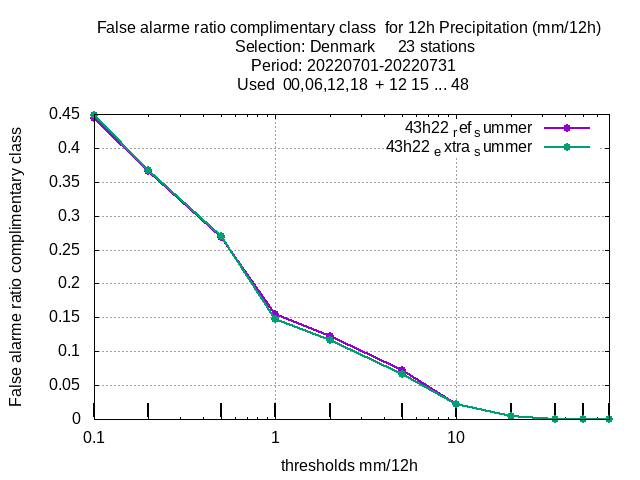 False alarme ratio complimentary class  for 12h Precipitation (mm/12h)
Selection: Denmark     23 stations
Period: 20220701-20220731
Used  00,06,12,18  + 12 15 ... 48
43h22 ref summer
43h22 extra summer
False alarme ratio complimentary class
0.45
0.4
0.35
0.3
0.25
0.2
0.15
0.1
0.05
0
0.1 1 10
thresholds mm/12h